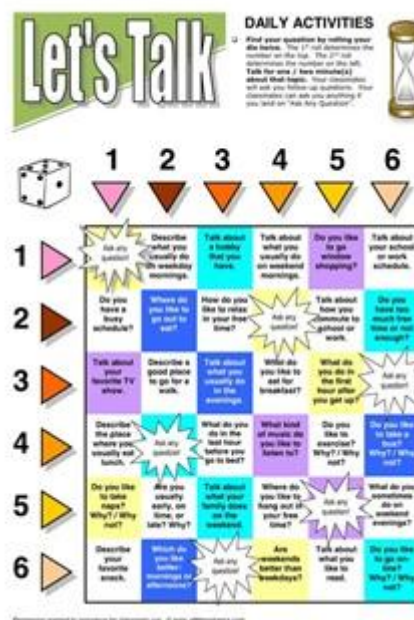 Let's Talk
DAILY ACTIVITIES
Find your question by rolling your
die twice. The 1st roll determines the
number on the top. The 2nd roll
determines the number on the left.
Talk for one / two minute(s)
about that topic. Your classmates
will ask you follow-up questions. Your
classmates can ask you anything if
you land on "Ask Any Question".
1 2 3 4 5 6
1
Ask any
question!
Describe
what you
usually do
on weekday
mornings.
Talk about
a hobby
that you
have.
Talk about
what you
usually do
on weekend
mornings.
Do you like
to go
window
shopping?
Talk about
your school
or work
schedule.
2
Do you
have a
busy
schedule?
Where do
you like to
go out to
eat?
How do you
like to relax
in your free
time?
Ask any
question!
Talk about
how you
commute to
school or
work.
Do you
have too
much free
time or not
enough?
3
Talk about
your
favorite TV
show.
Describe a
good place
to go for a
walk.
Talk about
what you
usually do
in the
evenings.
What do
you like to
eat for
breakfast?
What do
you do in
the first
hour after
you get up?
Ask any
question!
4
Describe
the place
where you
usually eat
lunch.
Ask any
question!
What do you
do in the
last hour
before you
go to bed?
What kind
of music do
you like to
listen to?
Do you
like to
exercise?
Why? / Why
not?
Do you like
to take a
Why? / Why
not?
5
Do you like
to take
naps?
Why? / Why
not?
Are you
usually
early, on
time, or
late? Why?
Talk about
what your
family does
on the
weekend.
Where do
you like to
hang out in
your free
time?
Ask any
question!
What do you
sometimes
do on
weekend
evenings?
6
Describe
your
favorite
snack.
Which do
you like
better:
mornings or
afternoons?
Ask any
question!
Are
weekends
better than
weekdays?
Talk about
what you
like to
read.
Do you like
to go on-
line?
Why? / Why
not?